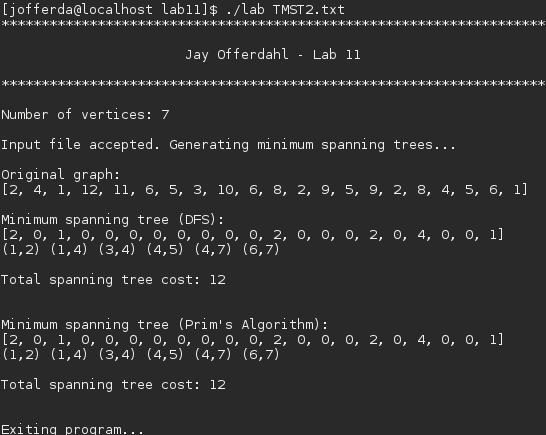 [jofferda@localhost lab11]$ ./lab TMST2.txt
********************************************************************
Jay Offerdahl - Lab 11
********************************************************************
Number of vertices: 7
Input file accepted. Generating minimum spanning trees...
Original graph:
[2, 4, 1, 12, 11, 6, 5, 3, 10, 6, 8, 2, 9, 5, 9, 2, 8, 4, 5, 6, 1]
Minimum spanning tree (DFS):
[2, 0, 1, 0, 0, 0, 0, 0, 0, 0, 0, 2, 0, 0, 0, 2, 0, 4, 0, 0, 1]
(1,2) (1,4) (3,4) (4,5) (4,7) (6,7)
Total spanning tree cost: 12
Minimum spanning tree (Prim's Algorithm):
[2, 0, 1, 0, 0, 0, 0, 0, 0, 0, 0, 2, 0, 0, 0, 2, 0, 4, 0, 0, 1]
(1,2) (1,4) (3,4) (4,5) (4,7) (6,7)
Total spanning tree cost: 12
Exiting program...